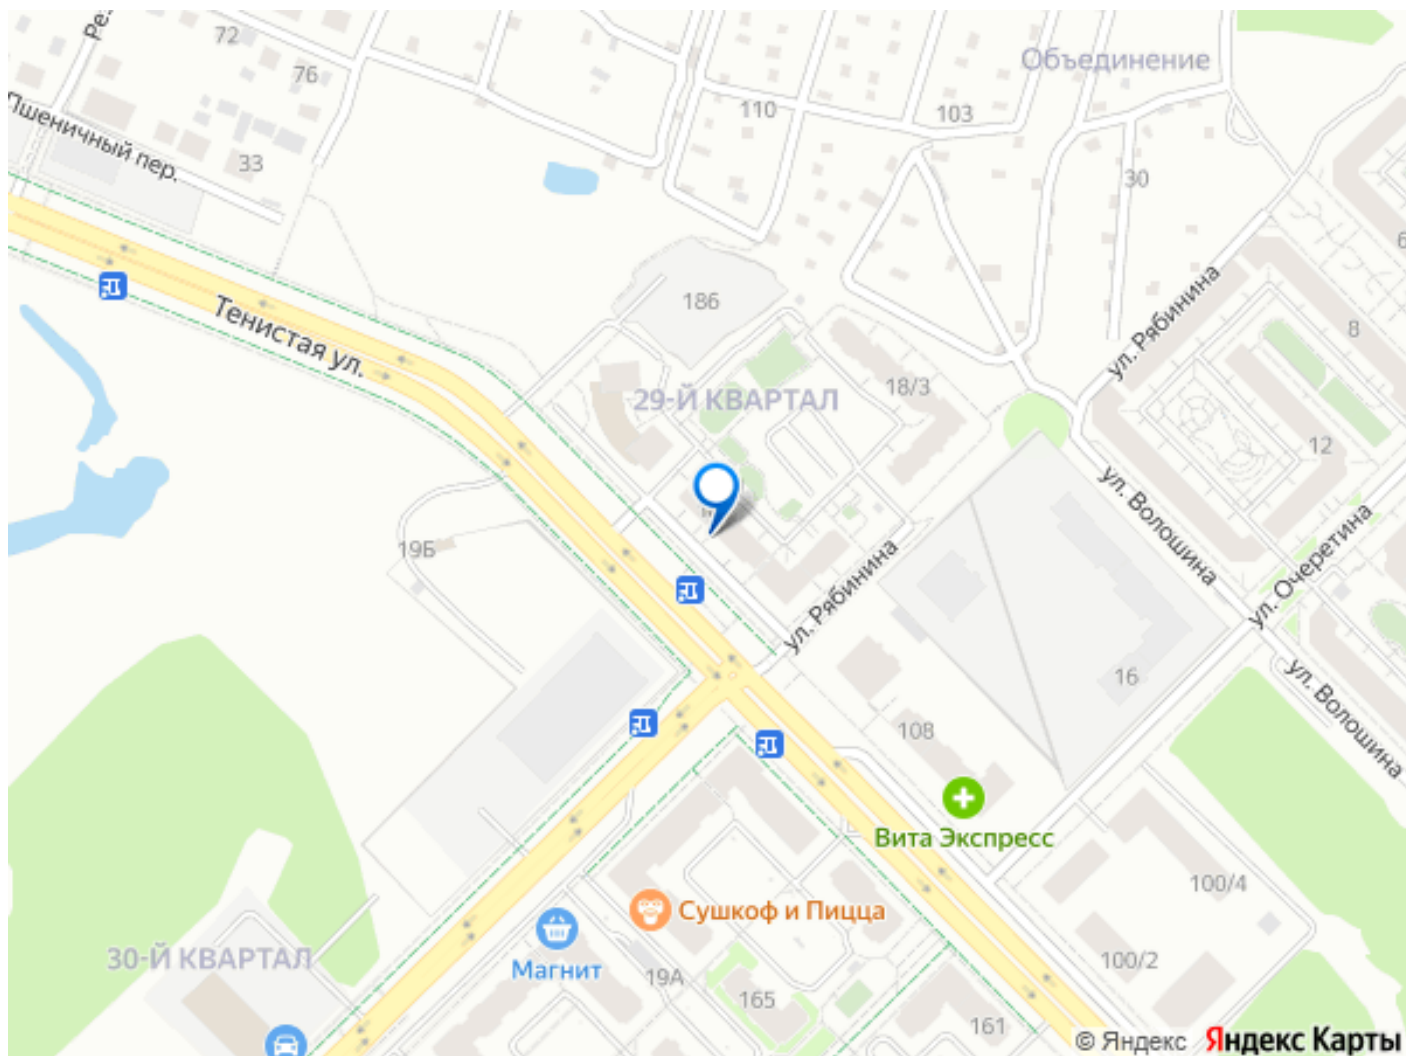 72
76
Пшеничный пер.
33
110
103
Объединение
30
186
Тенистая ул.
29-Й КВАРТАЛ
18/3
ул. Рябинина
8
12
ул. Волошина
ул. Очеретина
19Б
ул. Рябинина
16
ул. Волошина
108
Вита Экспресс
100/4
Сушкоф и Пицца
30-Й КВАРТАЛ
Магнит
19А
165
100/2
161
© Яндекс Яндекс Карты